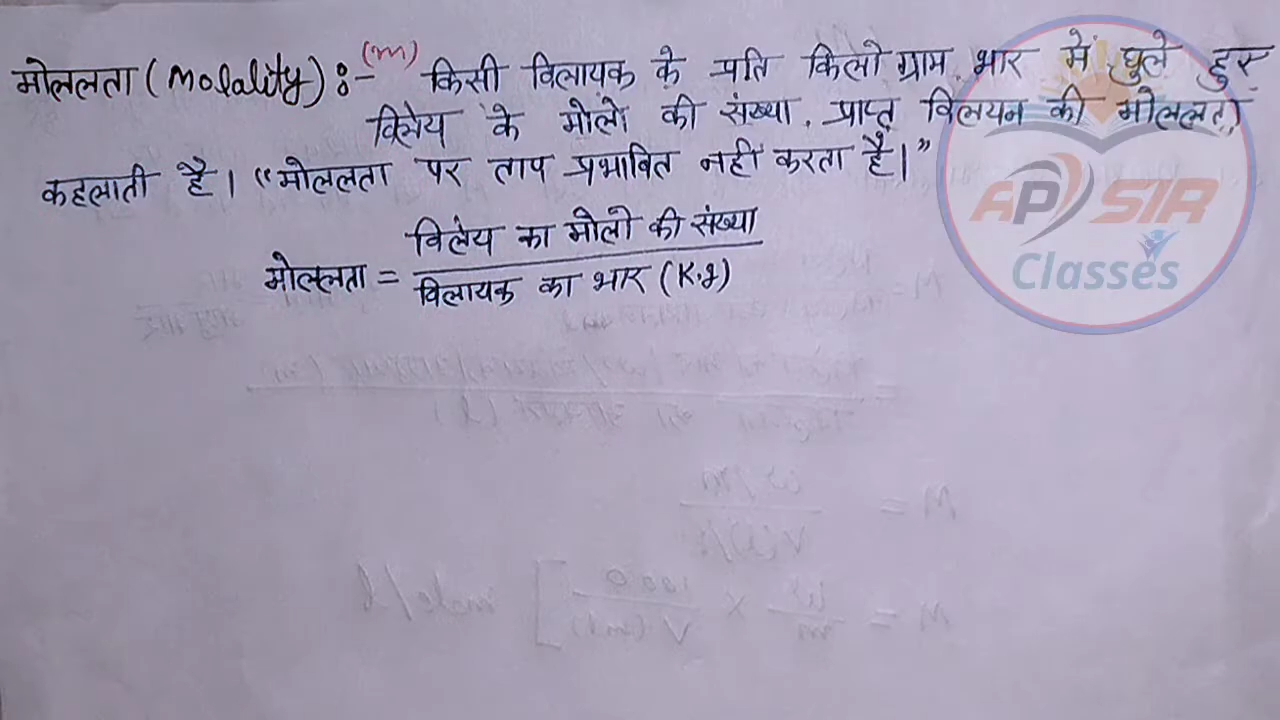 मोललता (Molality) :- (m) किसी विलायक के प्रति किलो ग्राम भार में घुले हुए
विलेय के मोलो की संख्या, प्राप्त विलयन की मोललता
कहलाती है। "मोललता पर ताप प्रभावित नही करता है।"
विलेय का मोलो की संख्या
मोललता = विलायक का भार (K.g)
AP SIR
Classes